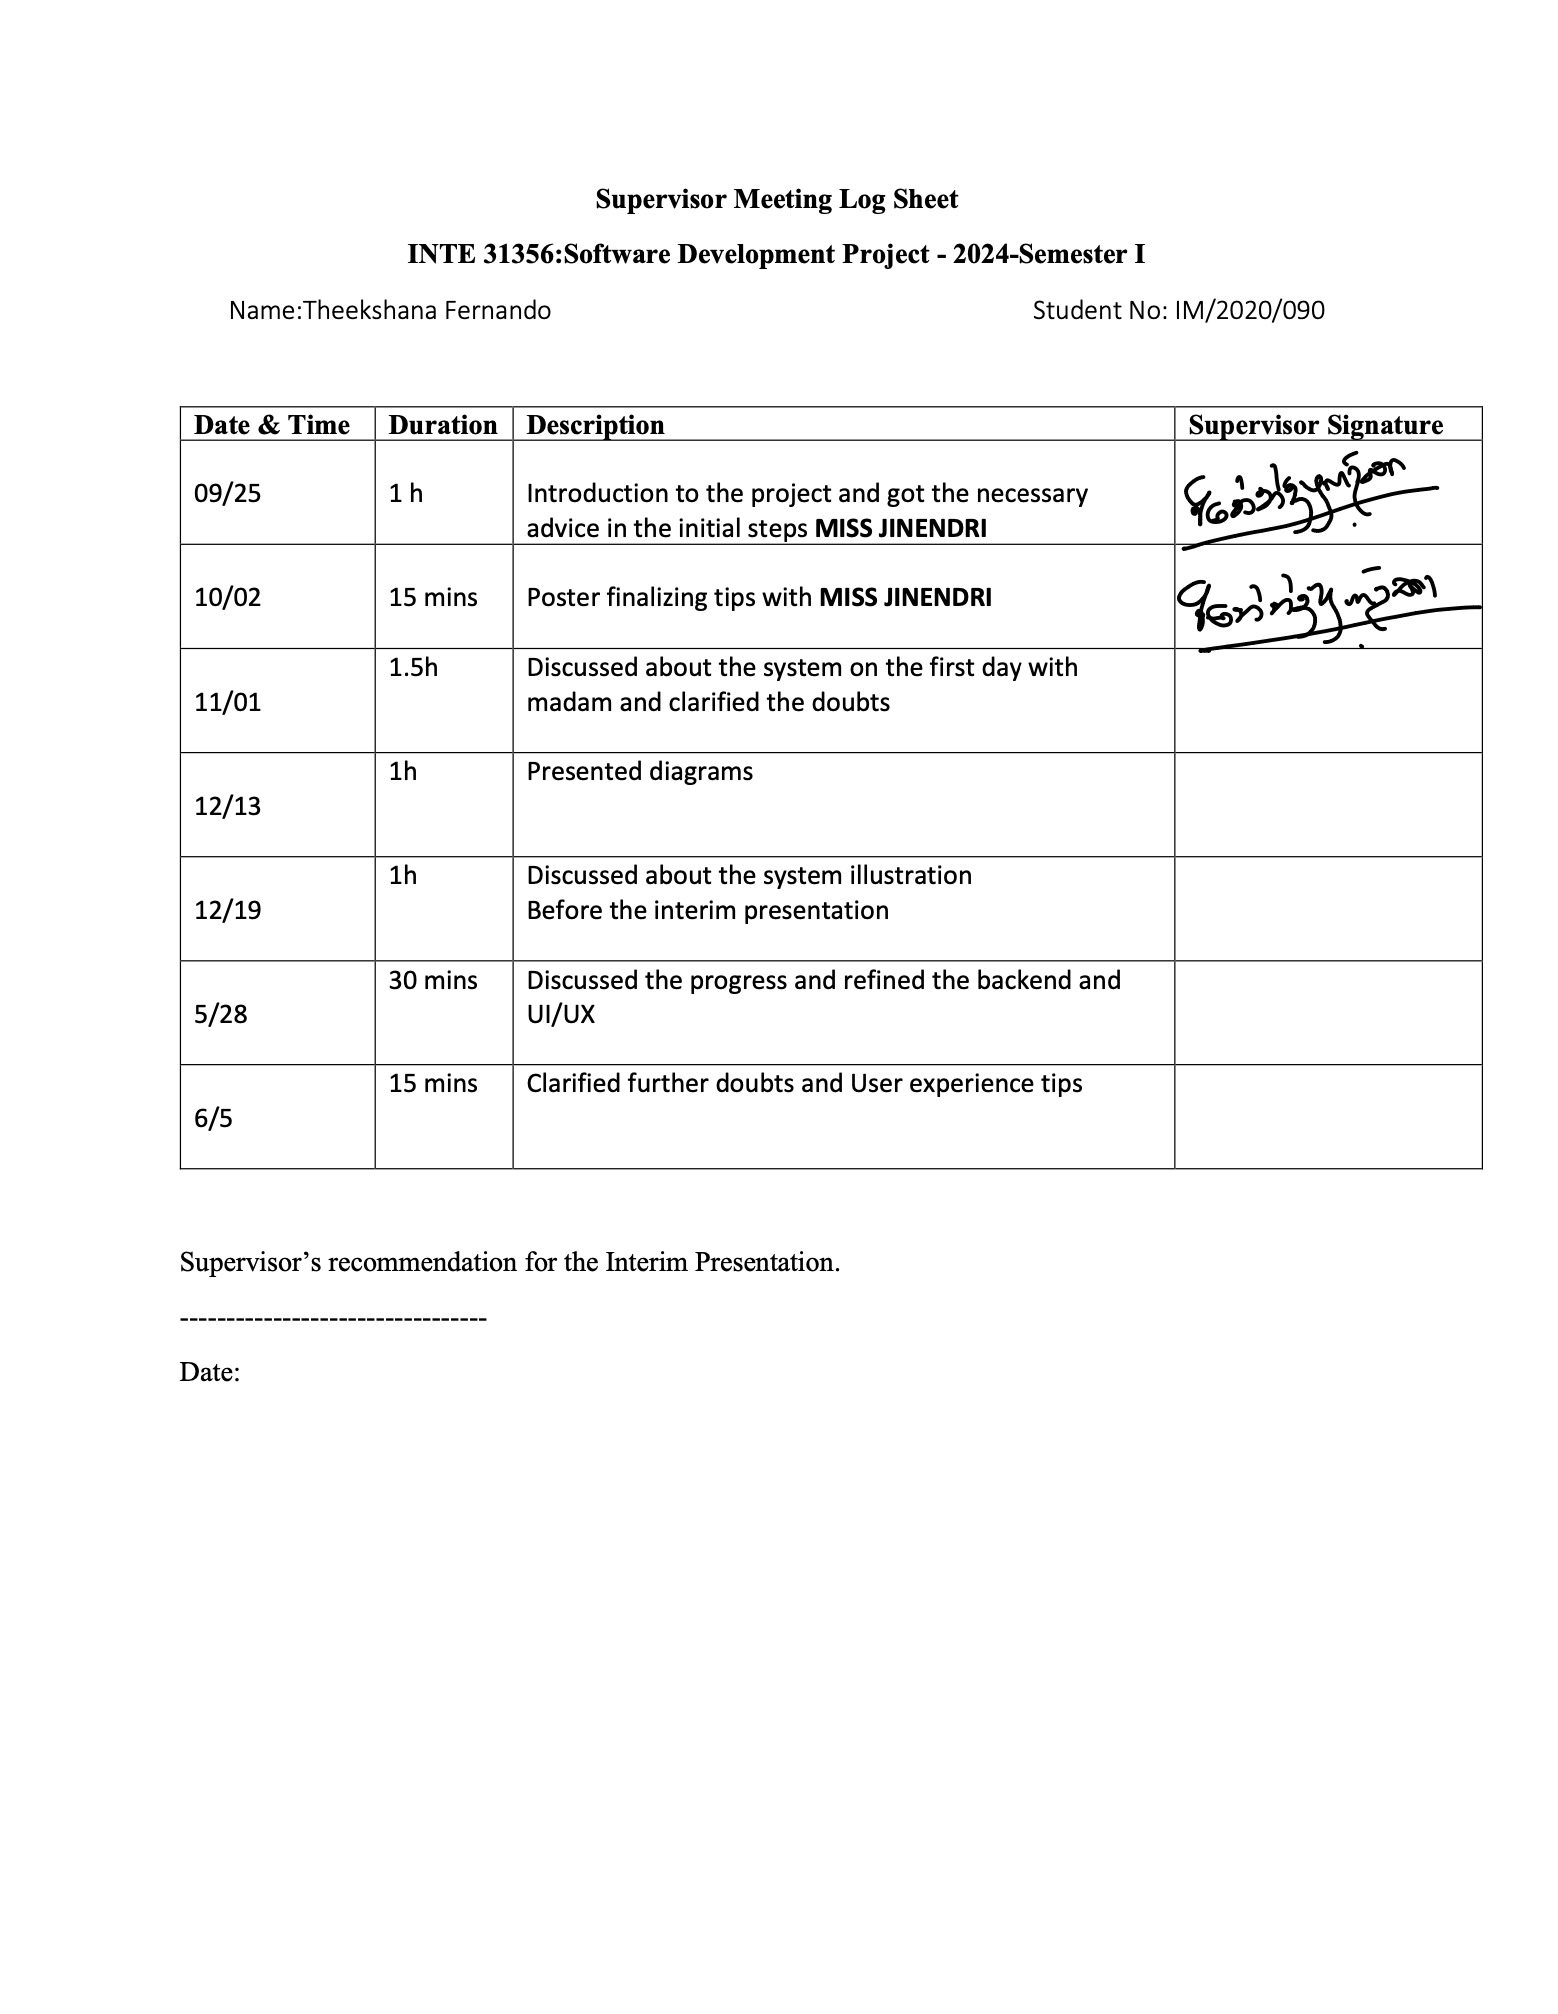 Supervisor Meeting Log Sheet
INTE 31356:Software Development Project - 2024-Semester I
Name:Theekshana Fernando Student No: IM/2020/090
Date & Time Duration Description Supervisor Signature
09/25 1 h Introduction to the project and got the necessary
advice in the initial steps MISS JINENDRI
10/02 15 mins Poster finalizing tips with MISS JINENDRI
11/01 1.5h Discussed about the system on the first day with
madam and clarified the doubts
12/13 1h Presented diagrams
12/19 1h Discussed about the system illustration
Before the interim presentation
5/28 30 mins Discussed the progress and refined the backend and
UI/UX
6/5 15 mins Clarified further doubts and User experience tips
Supervisor’s recommendation for the Interim Presentation.
---------------------------------
Date: